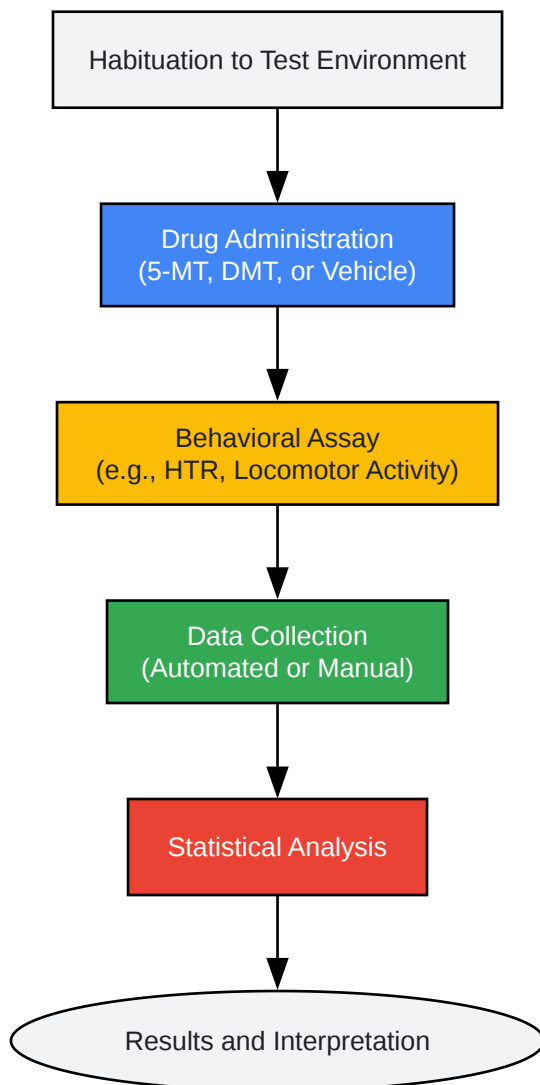 Habituation to Test Environment
Drug Administration
(5-MT, DMT, or Vehicle)
Behavioral Assay
(e.g., HTR, Locomotor Activity)
Data Collection
(Automated or Manual)
Statistical Analysis
Results and Interpretation